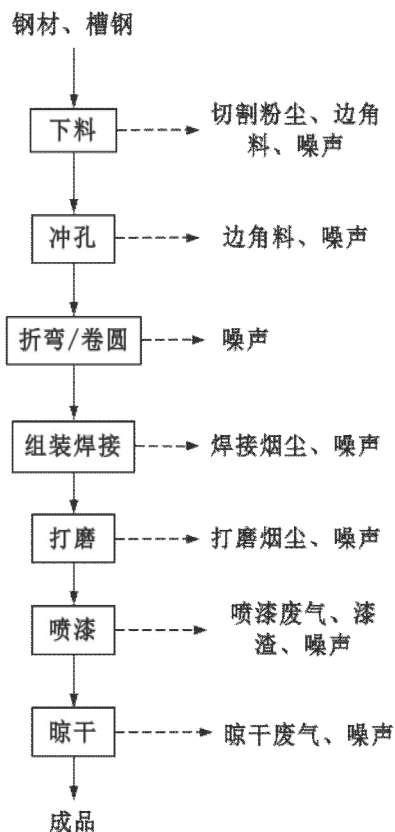 钢材、槽钢
下料
切割粉尘、边角
料、噪声
冲孔
边角料、噪声
折弯/卷圆
噪声
组装焊接
焊接烟尘、噪声
打磨
打磨烟尘、噪声
喷漆
喷漆废气、漆
渣、噪声
晾干
晾干废气、噪声
成品